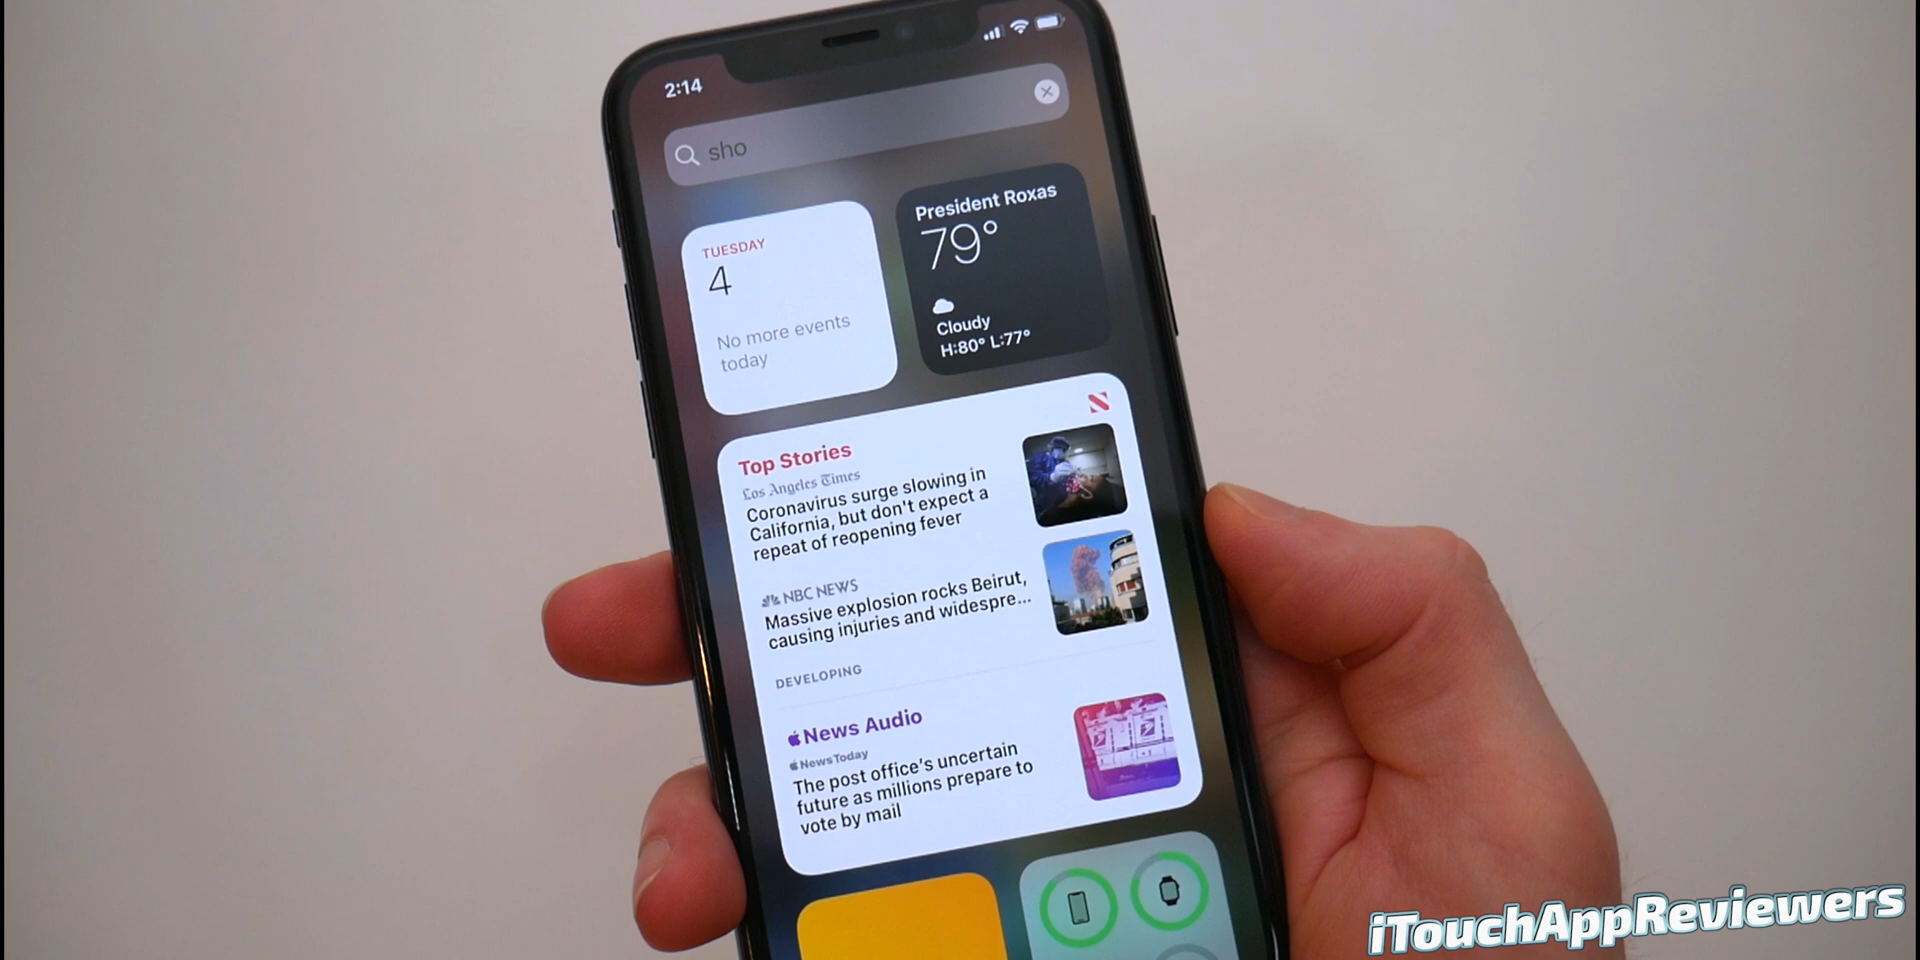 2:14
sho
TUESDAY
4
No more events
today
President Roxas
79°
Cloudy
H:80° L:77°
Top Stories
Los Angeles Times
Coronavirus surge slowing in
California, but don't expect a
repeat of reopening fever
NBC NEWS
Massive explosion rocks Beirut,
causing injuries and widespre...
DEVELOPING
News Audio
NewsToday
The post office's uncertain
future as millions prepare to
vote by mail
iTouchAppReviewers